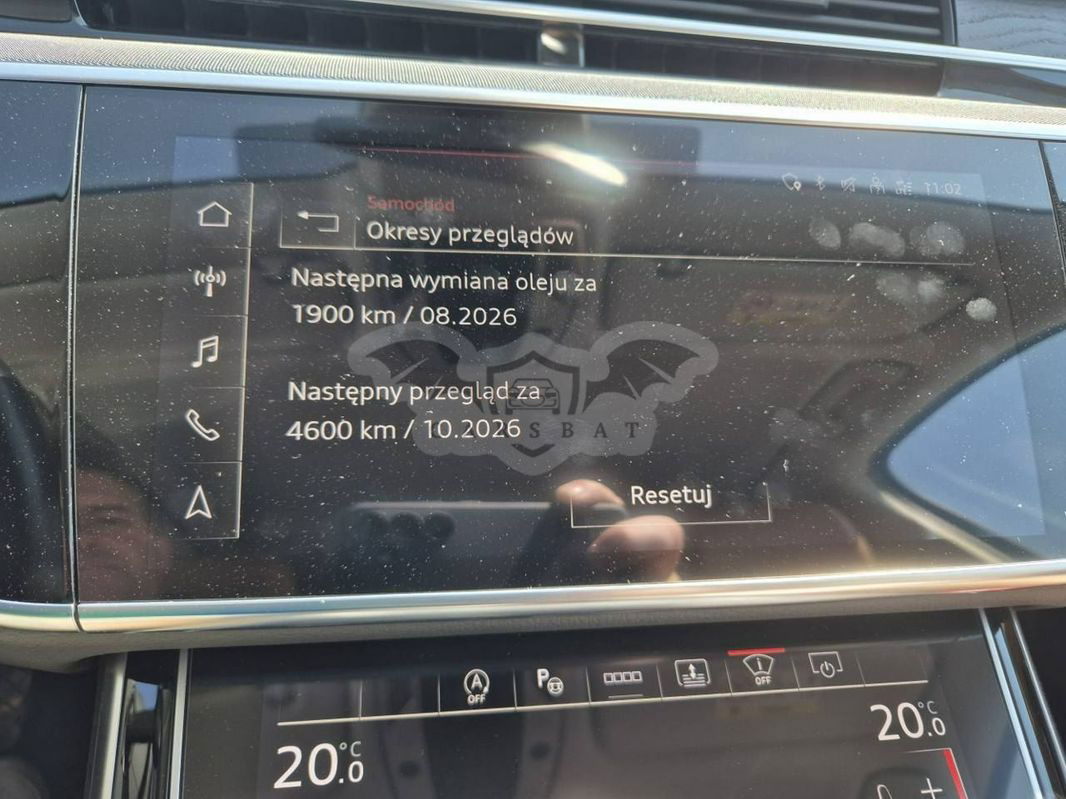 11:02
Samochód
Okresy przeglądów
Następna wymiana oleju za
1900 km / 08.2026
Następny przegląd za
4600 km / 10.2026
SBAT
Resetuj
A
OFF
P
OFF
20.0°C
20.0°C
+